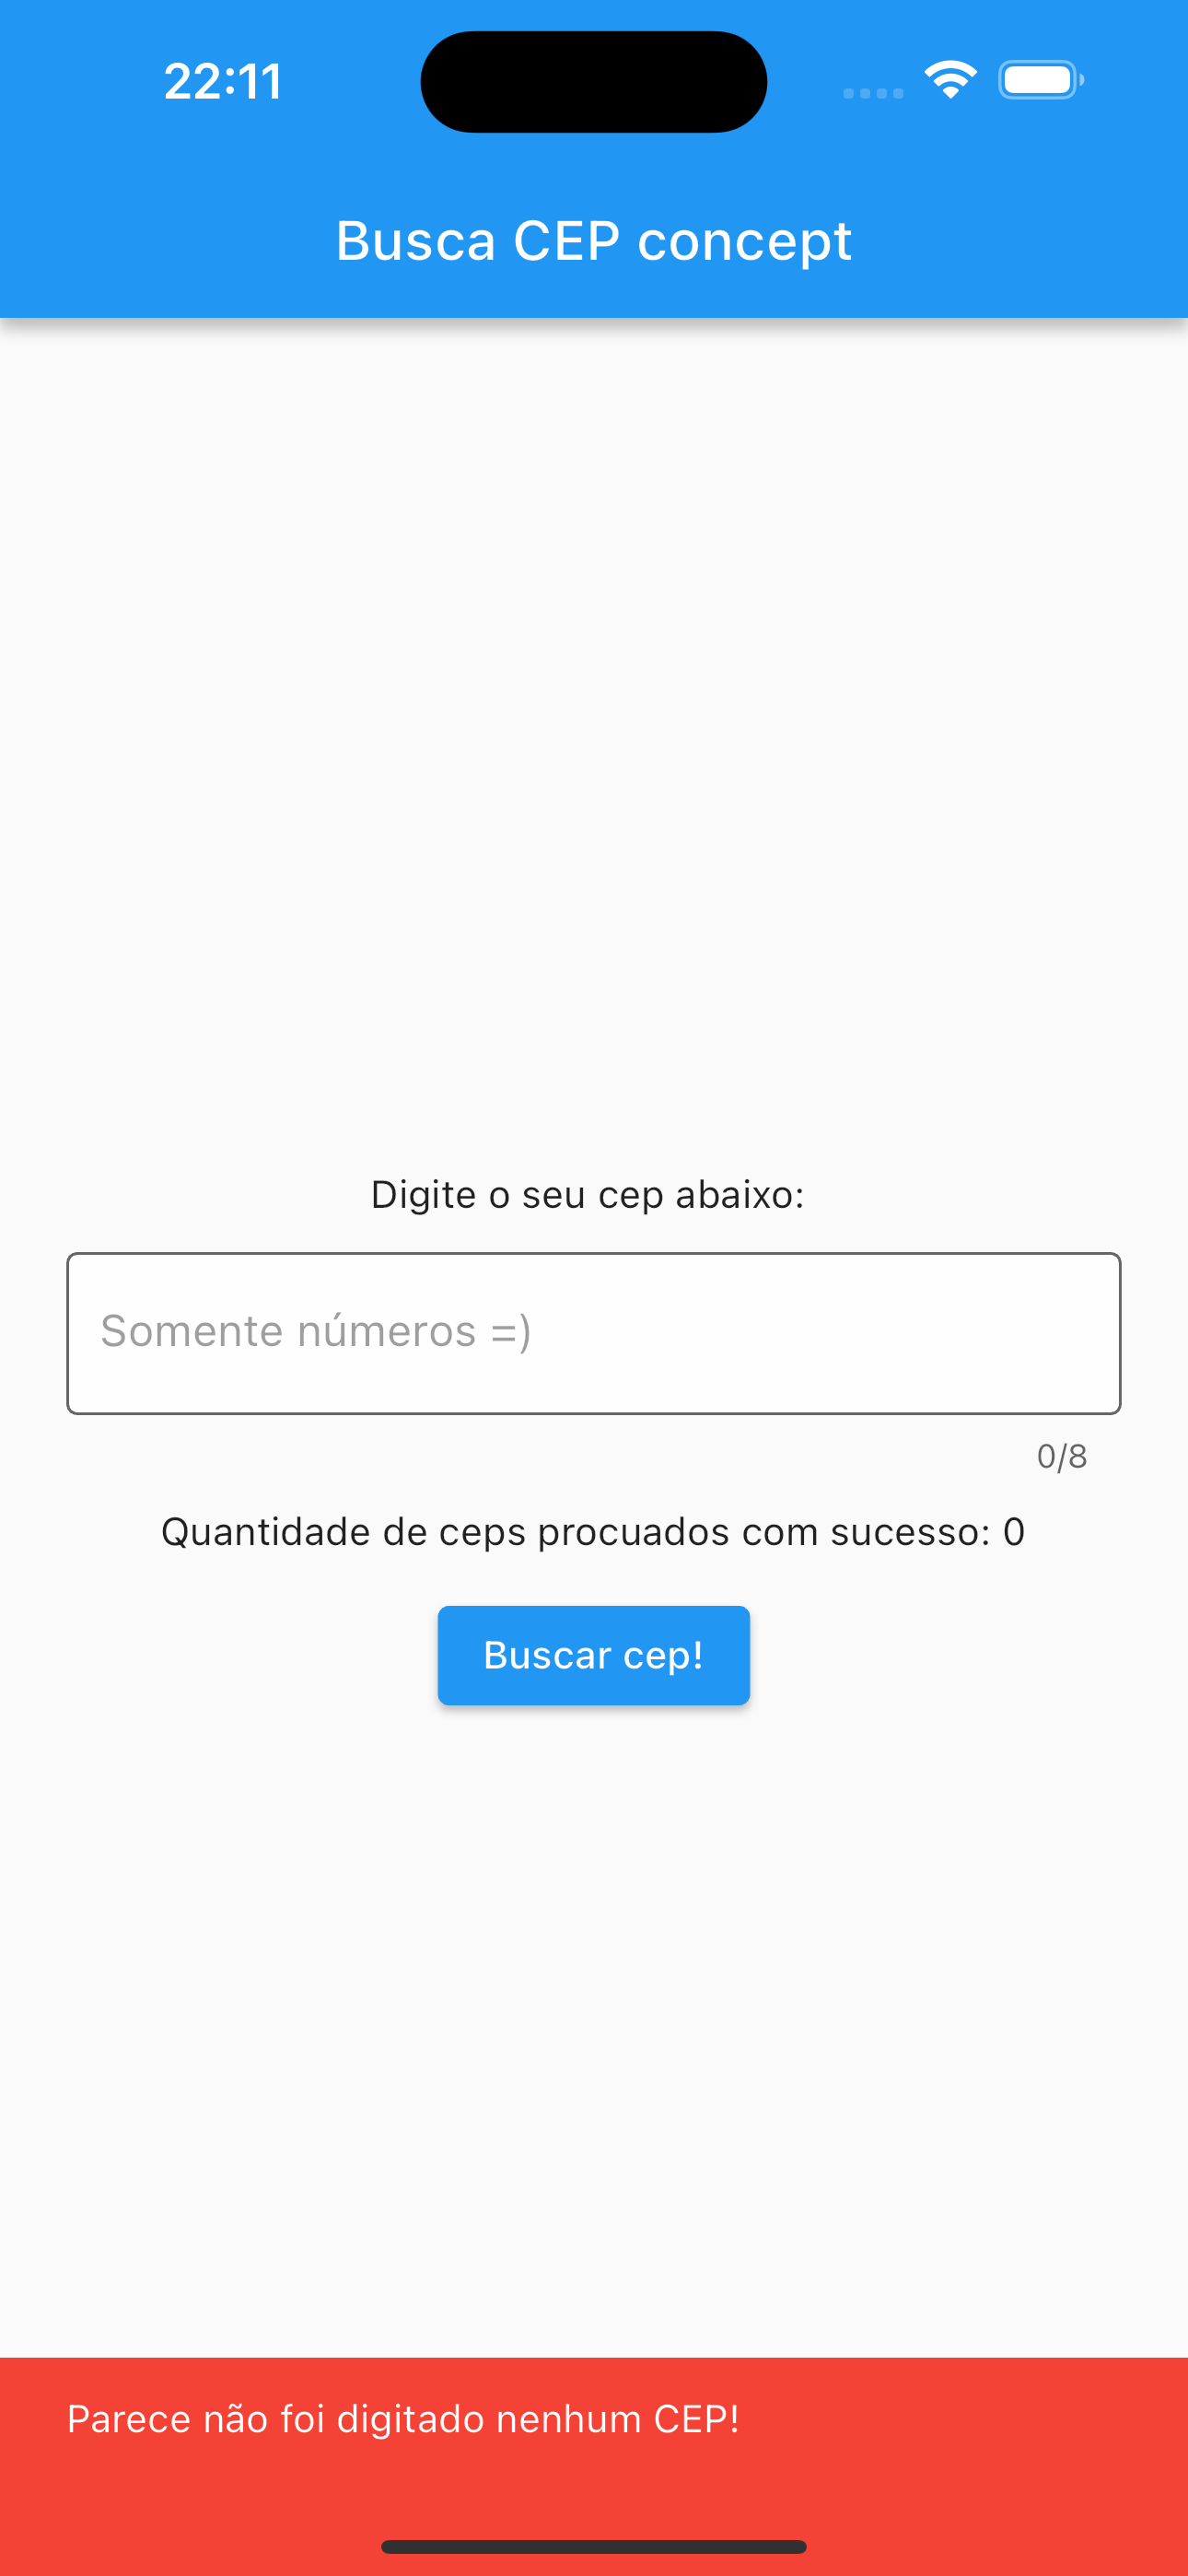 22:11
Busca CEP concept
Digite o seu cep abaixo:
Somente números =)
0/8
Quantidade de ceps procuados com sucesso: 0
Buscar cep!
Parece não foi digitado nenhum CEP!